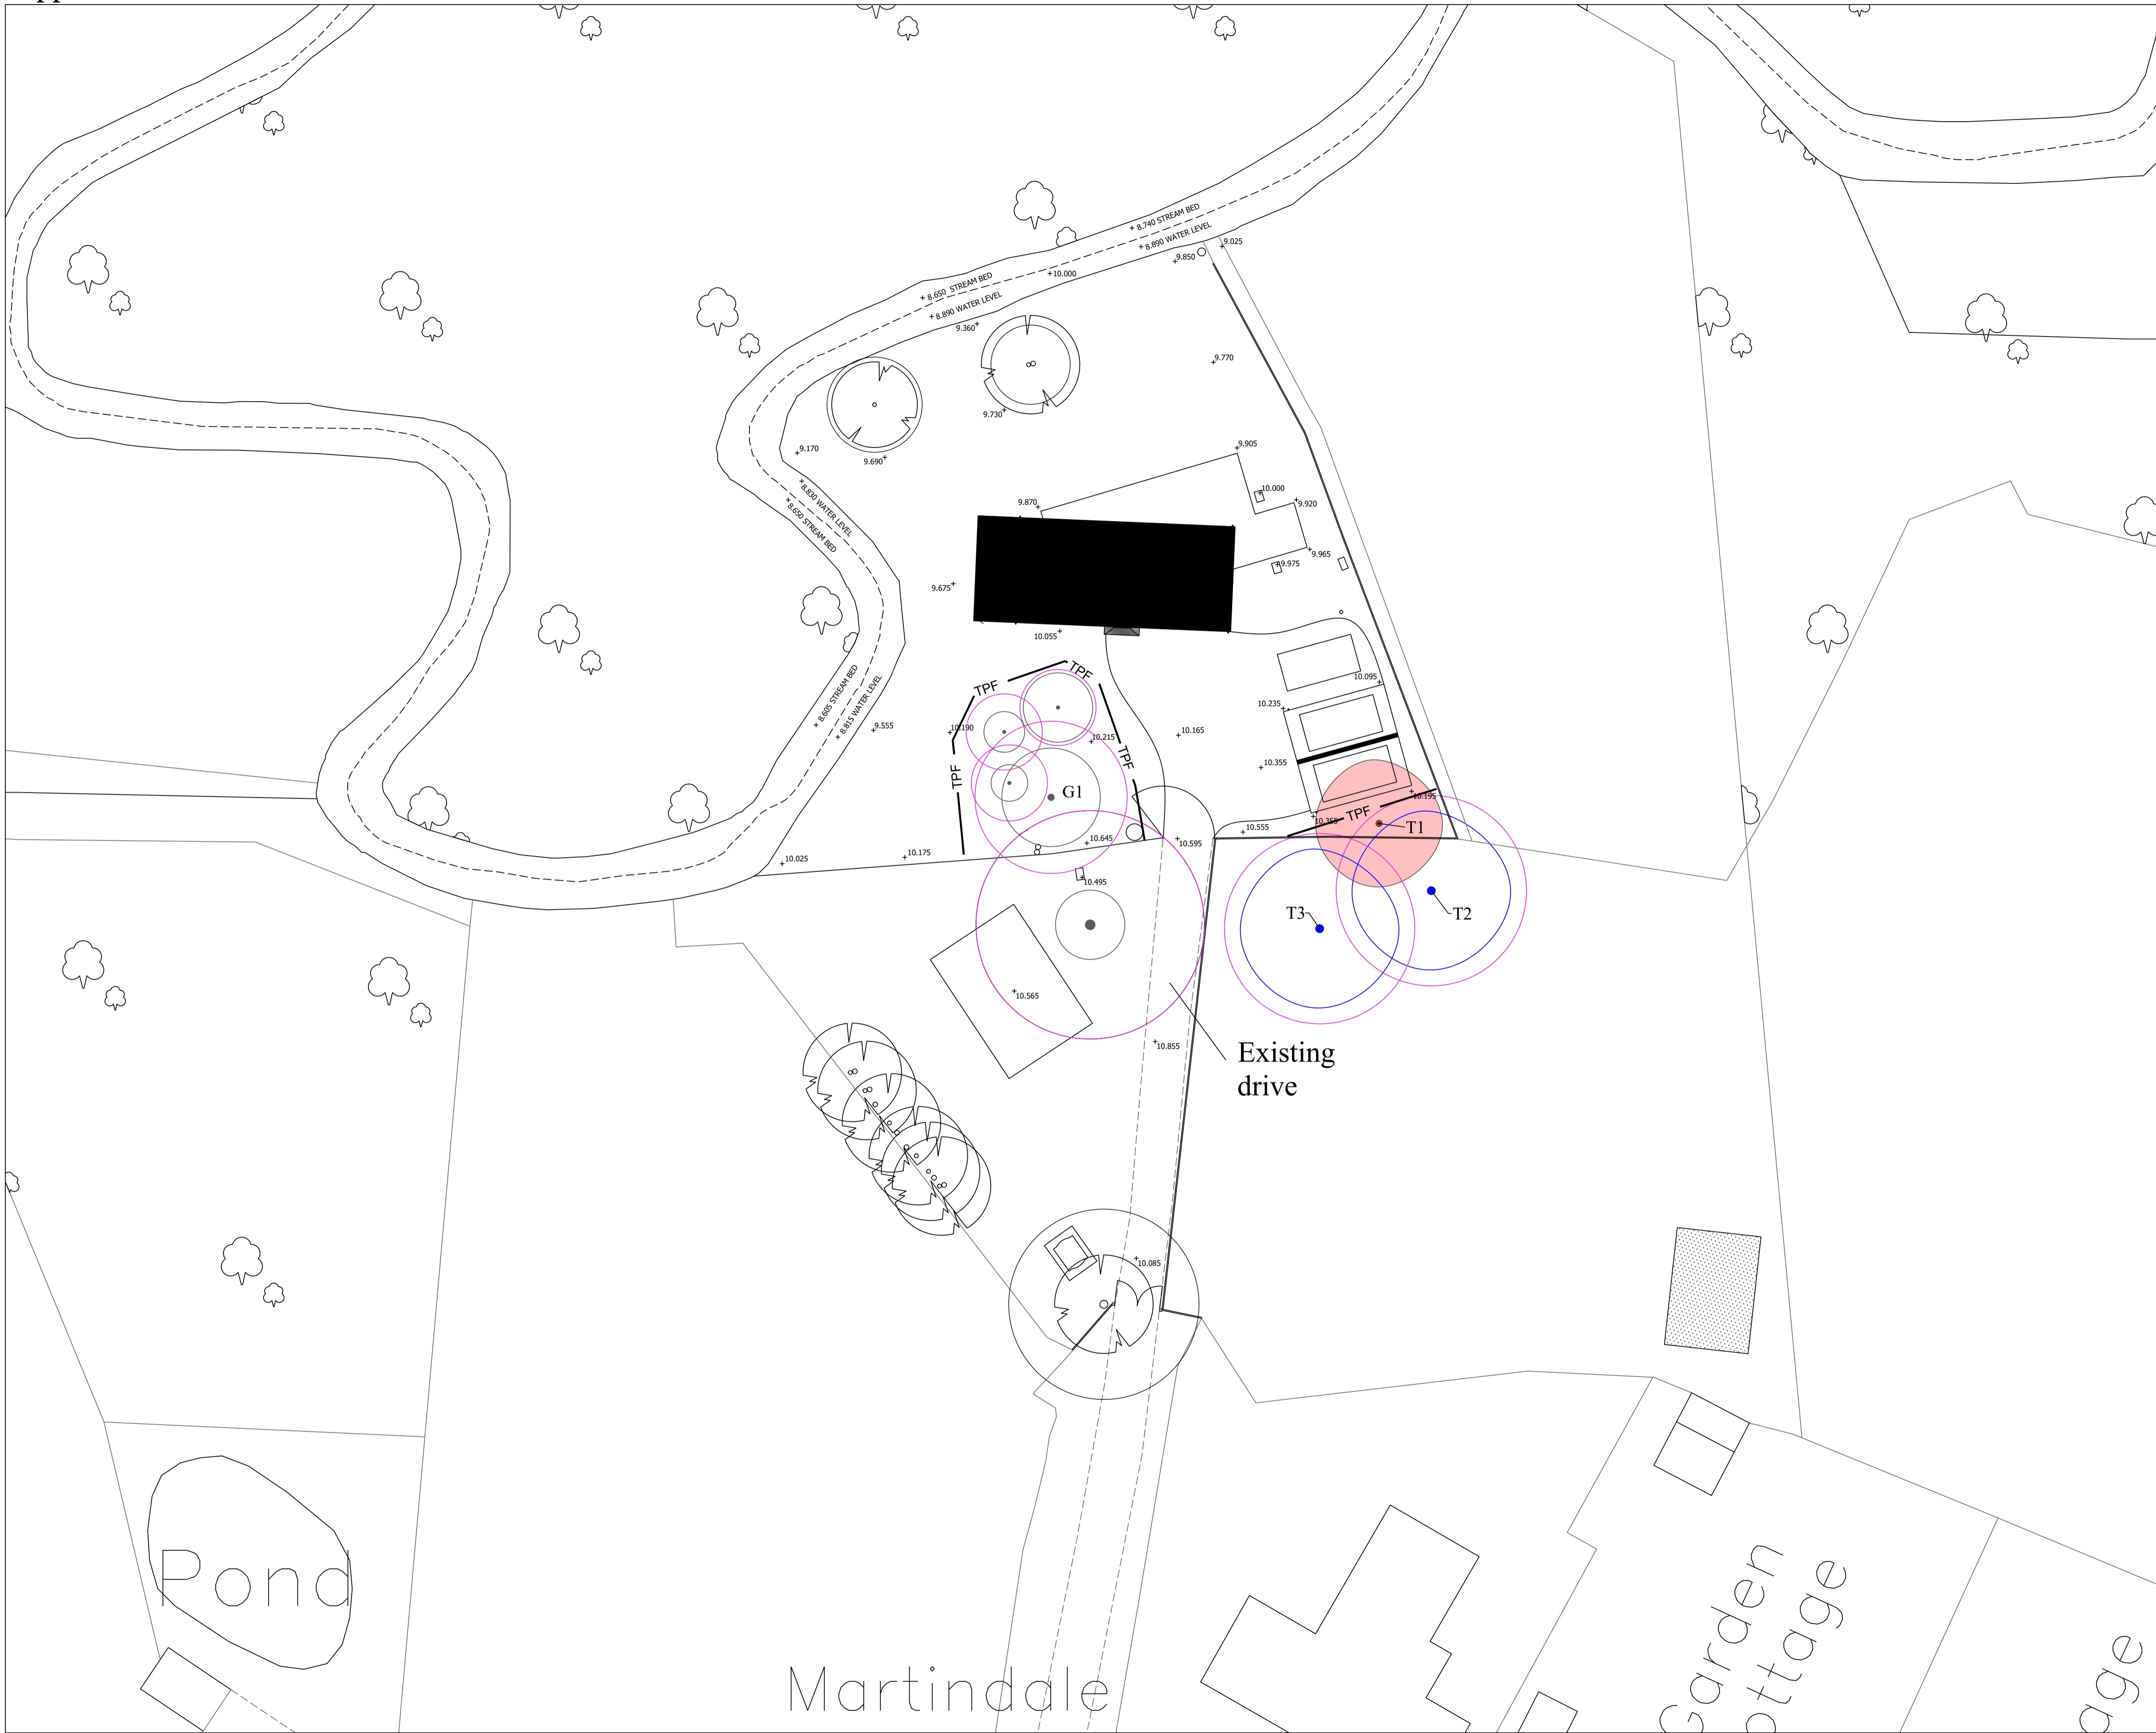 8.740 STREAM BED
8.890 WATER LEVEL
9.025
9.850
10.000
8.650 STREAM BED
8.890 WATER LEVEL
9.360
9.770
9.730
9.905
9.170
9.690
8.830 WATER LEVEL
8.650 STREAM BED
9.870
10.000
9.920
9.965
9.975
9.675
10.055
TPF
TPF
10.095
8.605 STREAM BED
8.815 WATER LEVEL
10.235
9.555
10.190
10.215
10.165
TPF
TPF
10.355
G1
10.195
TPF
10.355
T1
10.555
10.645
10.595
10.175
10.025
10.495
T3
T2
10.565
10.855
Existing
drive
10.085
Pond
Martindale
Garden
ottage
age